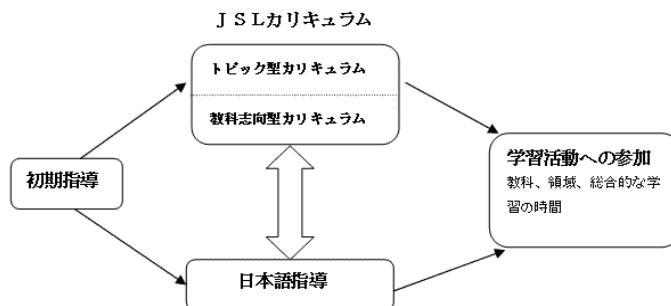 ＪＳＬカリキュラム
トピック型カリキュラム
教科志向型カリキュラム
初期指導
学習活動への参加
教科、領域、総合的な学
習の時間
日本語指導